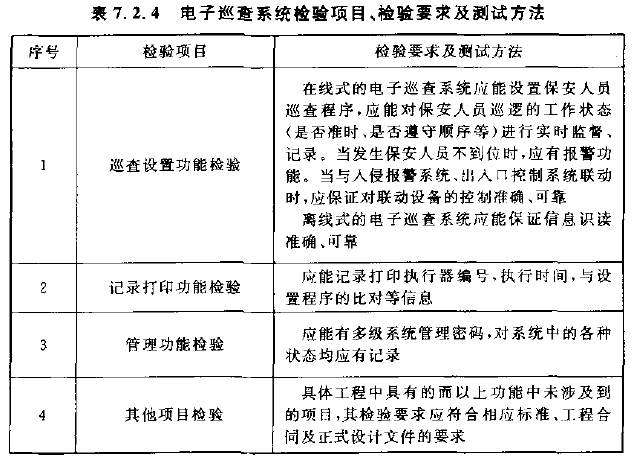 表7.2.4 电子巡查系统检验项目、检验要求及测试方法
序号 检验项目 检验要求及测试方法
1 巡查设置功能检验
在线式的电子巡查系统应能设置保安人员
巡查程序,应能对保安人员巡逻的工作状态
(是否准时、是否遵守顺序等)进行实时监督、
记录。当发生保安人员不到位时,应有报警功
能。当与入侵报警系统、出入口控制系统联动
时,应保证对联动设备的控制准确、可靠
离线式的电子巡查系统应能保证信息识读
准确、可靠
2 记录打印功能检验
应能记录打印执行器编号,执行时间,与设
置程序的比对等信息
3 管理功能检验
应能有多级系统管理密码,对系统中的各种
状态均应有记录
4 其他项目检验
具体工程中具有的而以上功能中未涉及到
的项目,其检验要求应符合相应标准、工程合
同及正式设计文件的要求